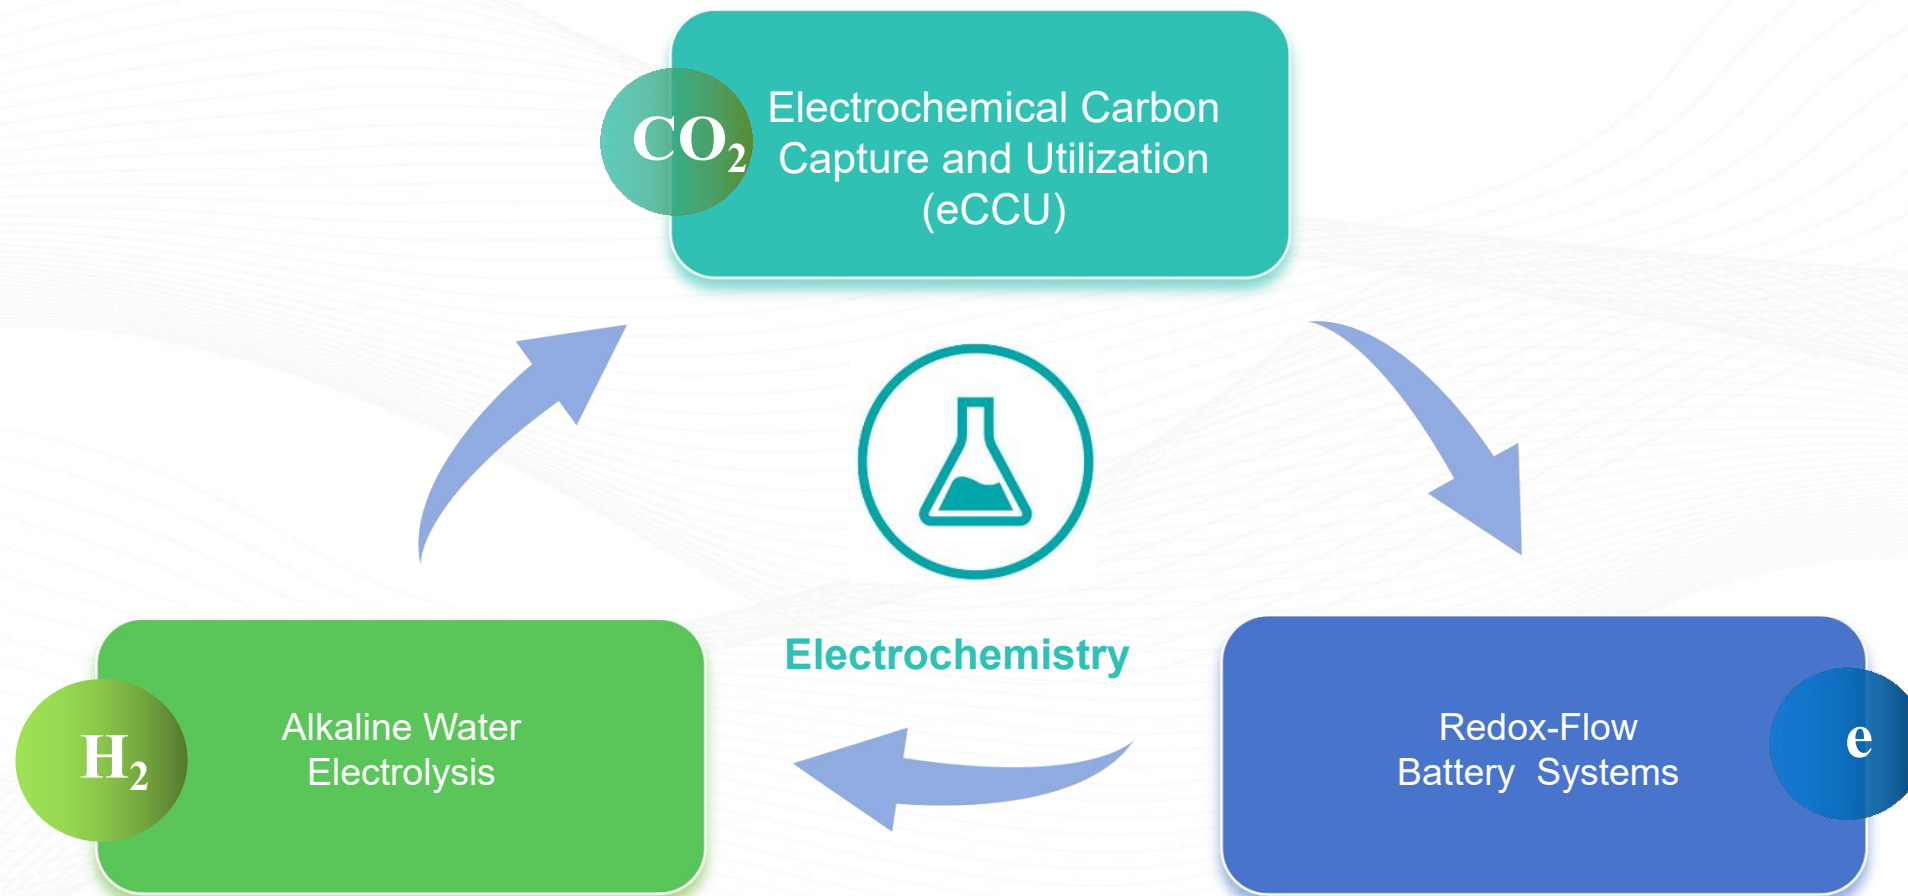 CO₂
Electrochemical Carbon
Capture and Utilization
(eCCU)
Electrochemistry
H₂
Alkaline Water
Electrolysis
Redox-Flow
Battery  Systems
e